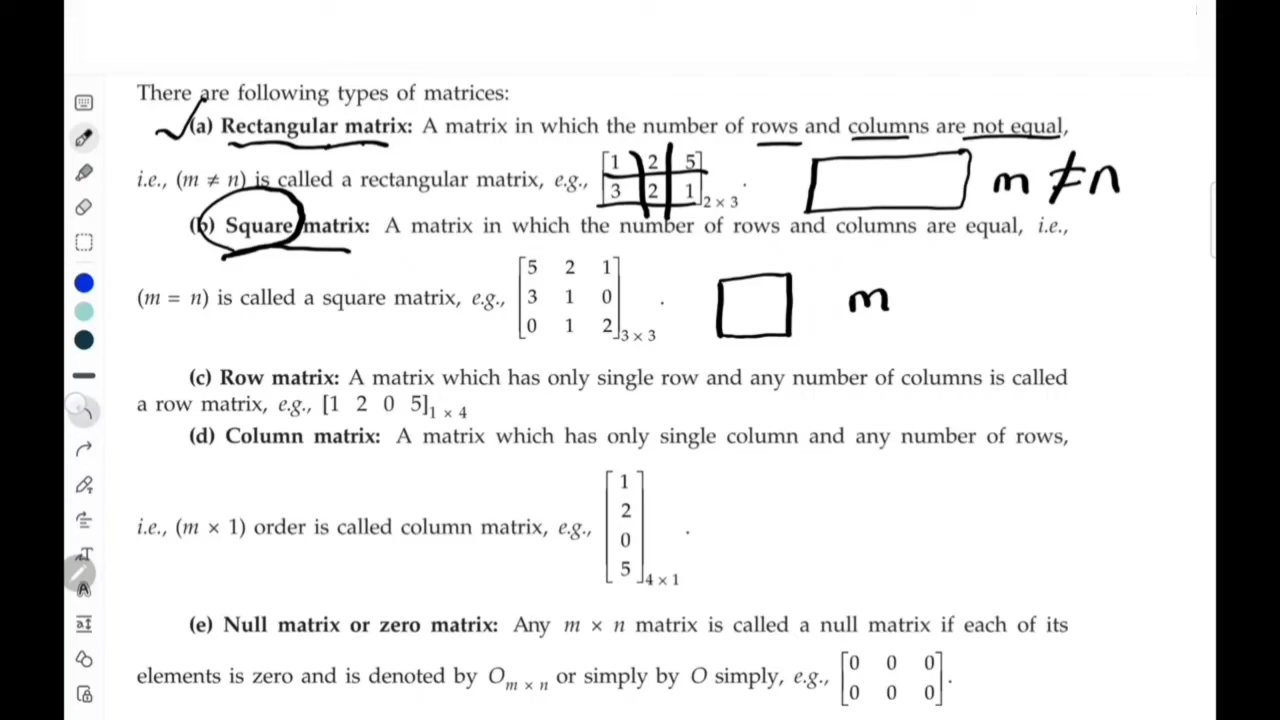 There are following types of matrices:
(a) Rectangular matrix: A matrix in which the number of rows and columns are not equal,
i.e., (m ≠ n) is called a rectangular matrix, e.g., [1 2 5
3 2 1]2 × 3 . m ≠ n
(b) Square matrix: A matrix in which the number of rows and columns are equal, i.e.,
(m = n) is called a square matrix, e.g., [5 2 1
3 1 0
0 1 2]3 × 3 . m
(c) Row matrix: A matrix which has only single row and any number of columns is called
a row matrix, e.g., [1 2 0 5]1 × 4
(d) Column matrix: A matrix which has only single column and any number of rows,
i.e., (m × 1) order is called column matrix, e.g., [1
2
0
5]4 × 1 .
(e) Null matrix or zero matrix: Any m × n matrix is called a null matrix if each of its
elements is zero and is denoted by Om × n or simply by O simply, e.g., [0 0 0
0 0 0] .